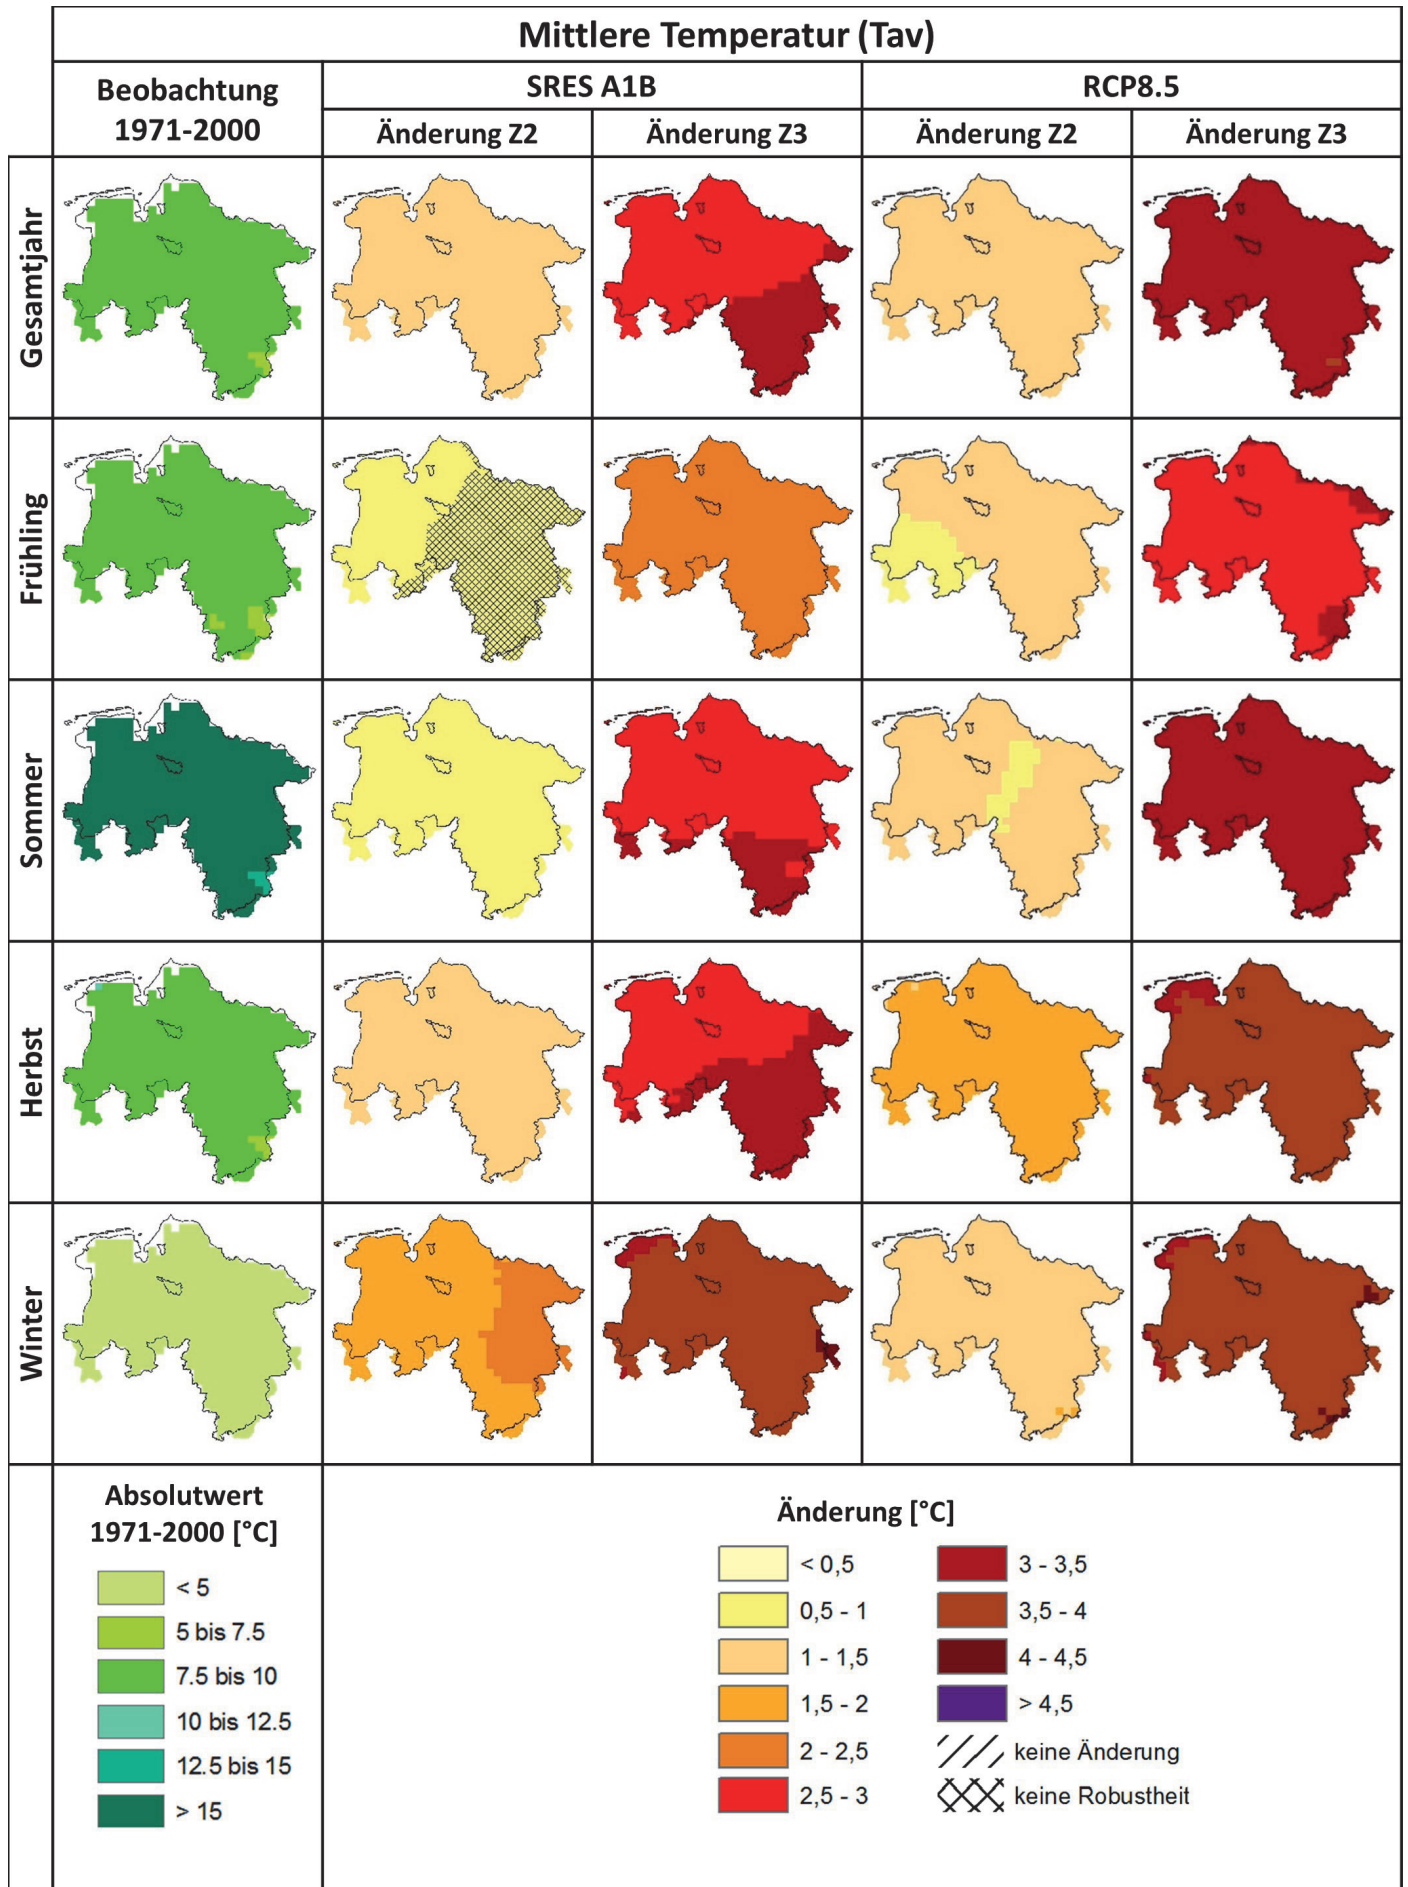 Mittlere Temperatur (Tav)
Beobachtung
1971-2000
SRES A1B
RCP8.5
Änderung Z2
Änderung Z3
Änderung Z2
Änderung Z3
Gesamtjahr
Frühling
Sommer
Herbst
Winter
Absolutwert
1971-2000 [°C]
< 5
5 bis 7.5
7.5 bis 10
10 bis 12.5
12.5 bis 15
> 15
Änderung [°C]
< 0,5
0,5 - 1
1 - 1,5
1,5 - 2
2 - 2,5
2,5 - 3
3 - 3,5
3,5 - 4
4 - 4,5
> 4,5
keine Änderung
keine Robustheit